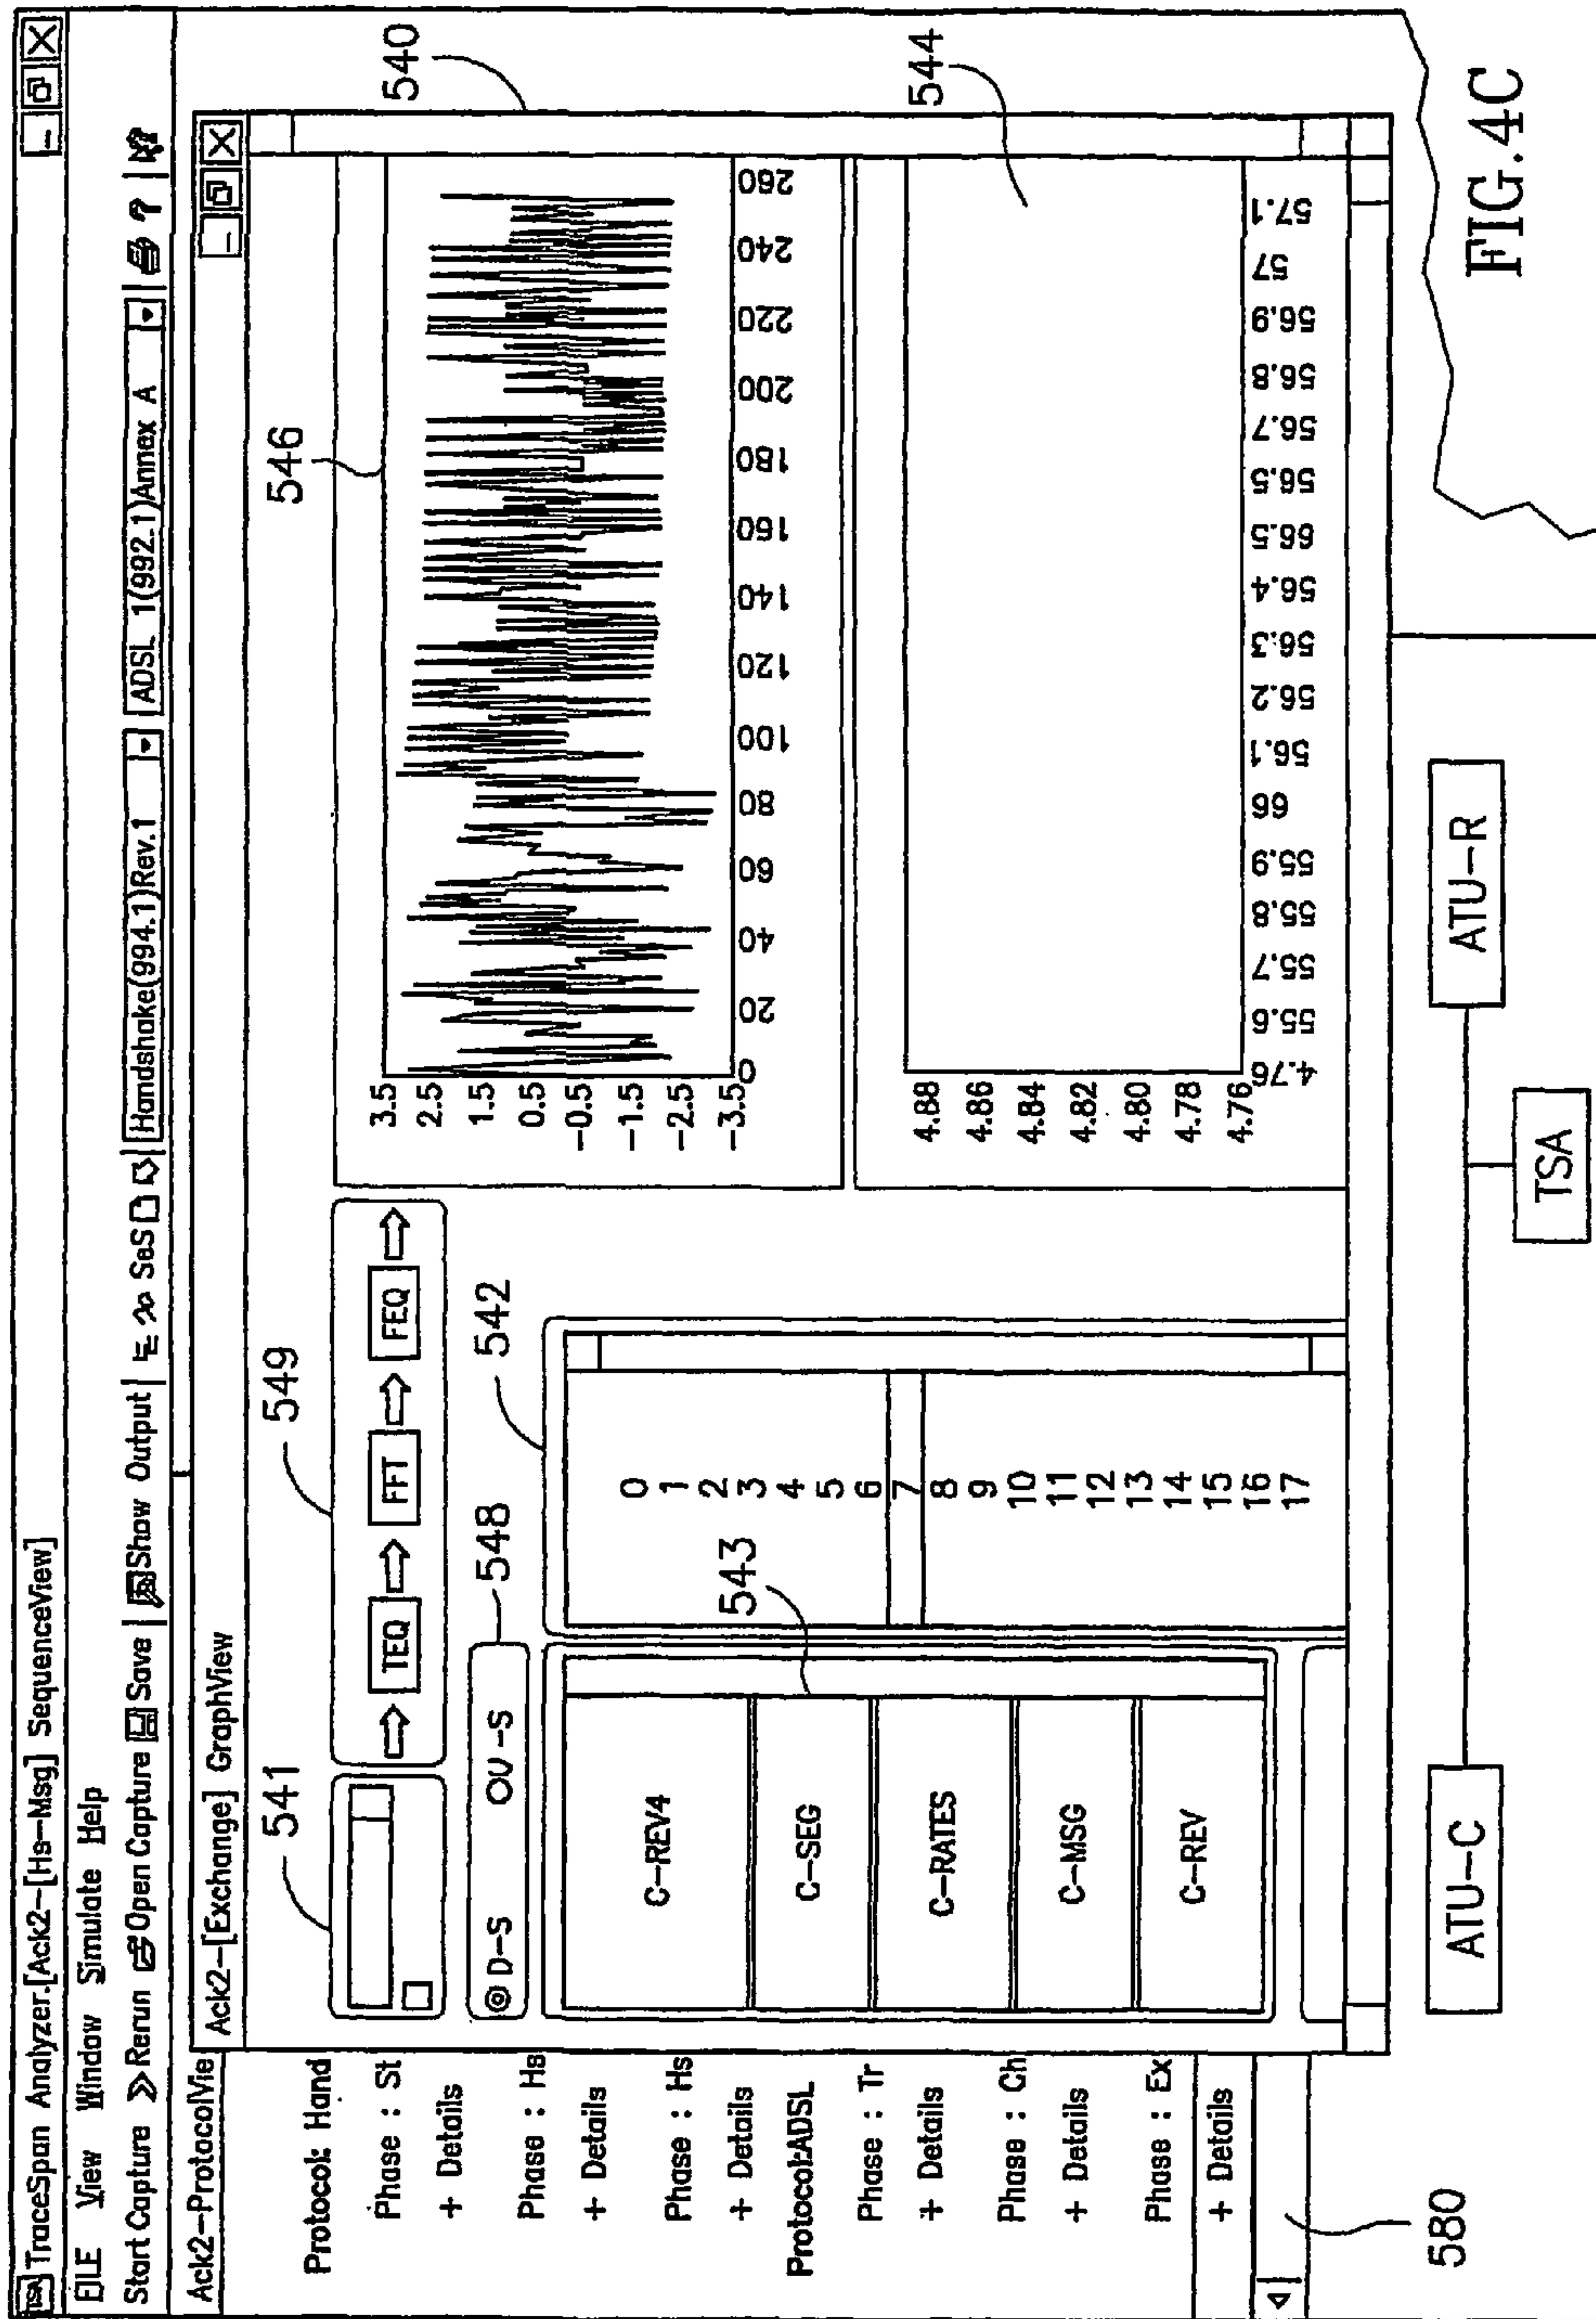 TSA TraceSpan Analyzer.[Ack2-[Hs-Msg] SequenceView]
FILE View Window Simulate Help
Start Capture >> Rerun Open Capture Save | Show Output | SeS | Handshake(994.1)Rev.1 | ADSL 1(992.1)Annex A | ?
Ack2-ProtocolVie
Ack2-[Exchange] GraphView
Protocol: Hand
Phase : St
+ Details
Phase : Hs
+ Details
Phase : Hs
+ Details
Protocol:ADSL
Phase : Tr
+ Details
Phase : Ch
+ Details
Phase : Ex
+ Details
580
541
549
TEQ FFT FEQ
D-S OV-S
548
542
543
C-REV4
C-SEG
C-RATES
C-MSG
C-REV
0
1
2
3
4
5
6
7
8
9
10
11
12
13
14
15
16
17
546
540
3.5
2.5
1.5
0.5
-0.5
-1.5
-2.5
-3.5
0 20 40 60 80 100 120 140 160 180 200 220 240 260
544
4.88
4.86
4.84
4.82
4.80
4.78
4.76
4.76 55.6 55.7 55.8 55.9 66 56.1 56.2 56.3 56.4 66.5 56.5 56.7 56.8 56.9 57 57.1
ATU-C
TSA
ATU-R
FIG.4C